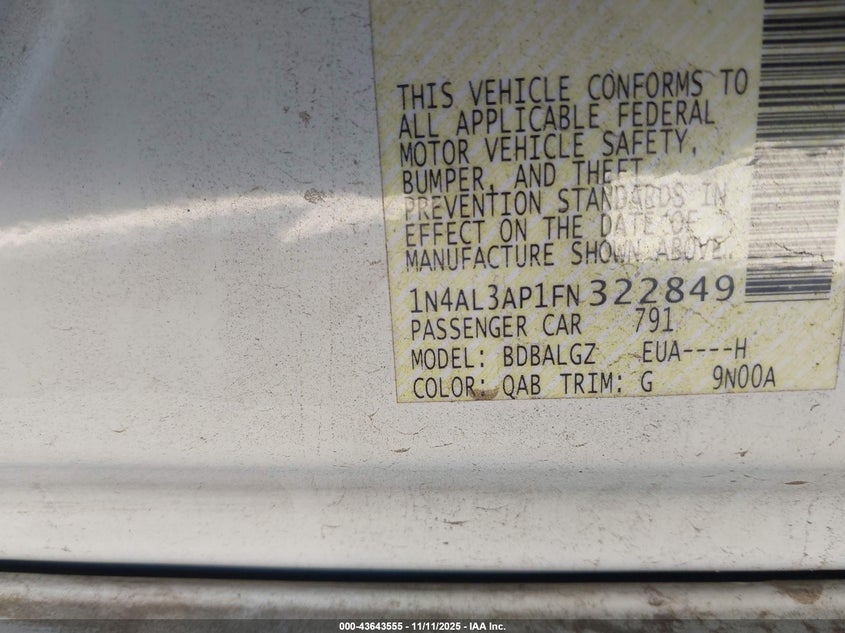 THIS VEHICLE CONFORMS TO
ALL APPLICABLE FEDERAL
MOTOR VEHICLE SAFETY,
BUMPER, AND THEFT
PREVENTION STANDARDS IN
EFFECT ON THE DATE OF
MANUFACTURE SHOWN ABOVE.
1N4AL3AP1FN322849
PASSENGER CAR 791
MODEL: BDBALGZ EUA----H
COLOR: QAB TRIM: G 9N00A
000-43643555 - 11/11/2025 - IAA Inc.